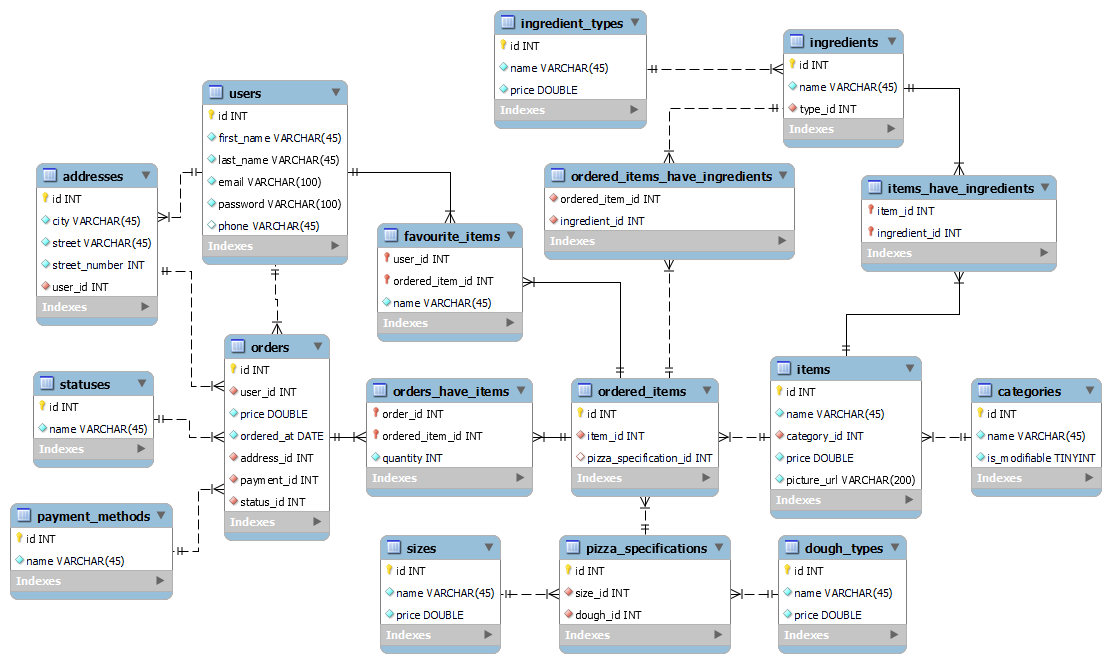 ingredient_types
id INT
name VARCHAR(45)
price DOUBLE
Indexes
ingredients
id INT
name VARCHAR(45)
type_id INT
Indexes
users
id INT
first_name VARCHAR(45)
last_name VARCHAR(45)
email VARCHAR(100)
password VARCHAR(100)
phone VARCHAR(45)
Indexes
addresses
id INT
city VARCHAR(45)
street VARCHAR(45)
street_number INT
user_id INT
Indexes
ordered_items_have_ingredients
ordered_item_id INT
ingredient_id INT
Indexes
items_have_ingredients
item_id INT
ingredient_id INT
Indexes
favourite_items
user_id INT
ordered_item_id INT
name VARCHAR(45)
Indexes
orders
id INT
user_id INT
price DOUBLE
ordered_at DATE
address_id INT
payment_id INT
status_id INT
Indexes
statuses
id INT
name VARCHAR(45)
Indexes
orders_have_items
order_id INT
ordered_item_id INT
quantity INT
Indexes
ordered_items
id INT
item_id INT
pizza_specification_id INT
Indexes
items
id INT
name VARCHAR(45)
category_id INT
price DOUBLE
picture_url VARCHAR(200)
Indexes
categories
id INT
name VARCHAR(45)
is_modifiable TINYINT
Indexes
payment_methods
id INT
name VARCHAR(45)
Indexes
sizes
id INT
name VARCHAR(45)
price DOUBLE
Indexes
pizza_specifications
id INT
size_id INT
dough_id INT
Indexes
dough_types
id INT
name VARCHAR(45)
price DOUBLE
Indexes